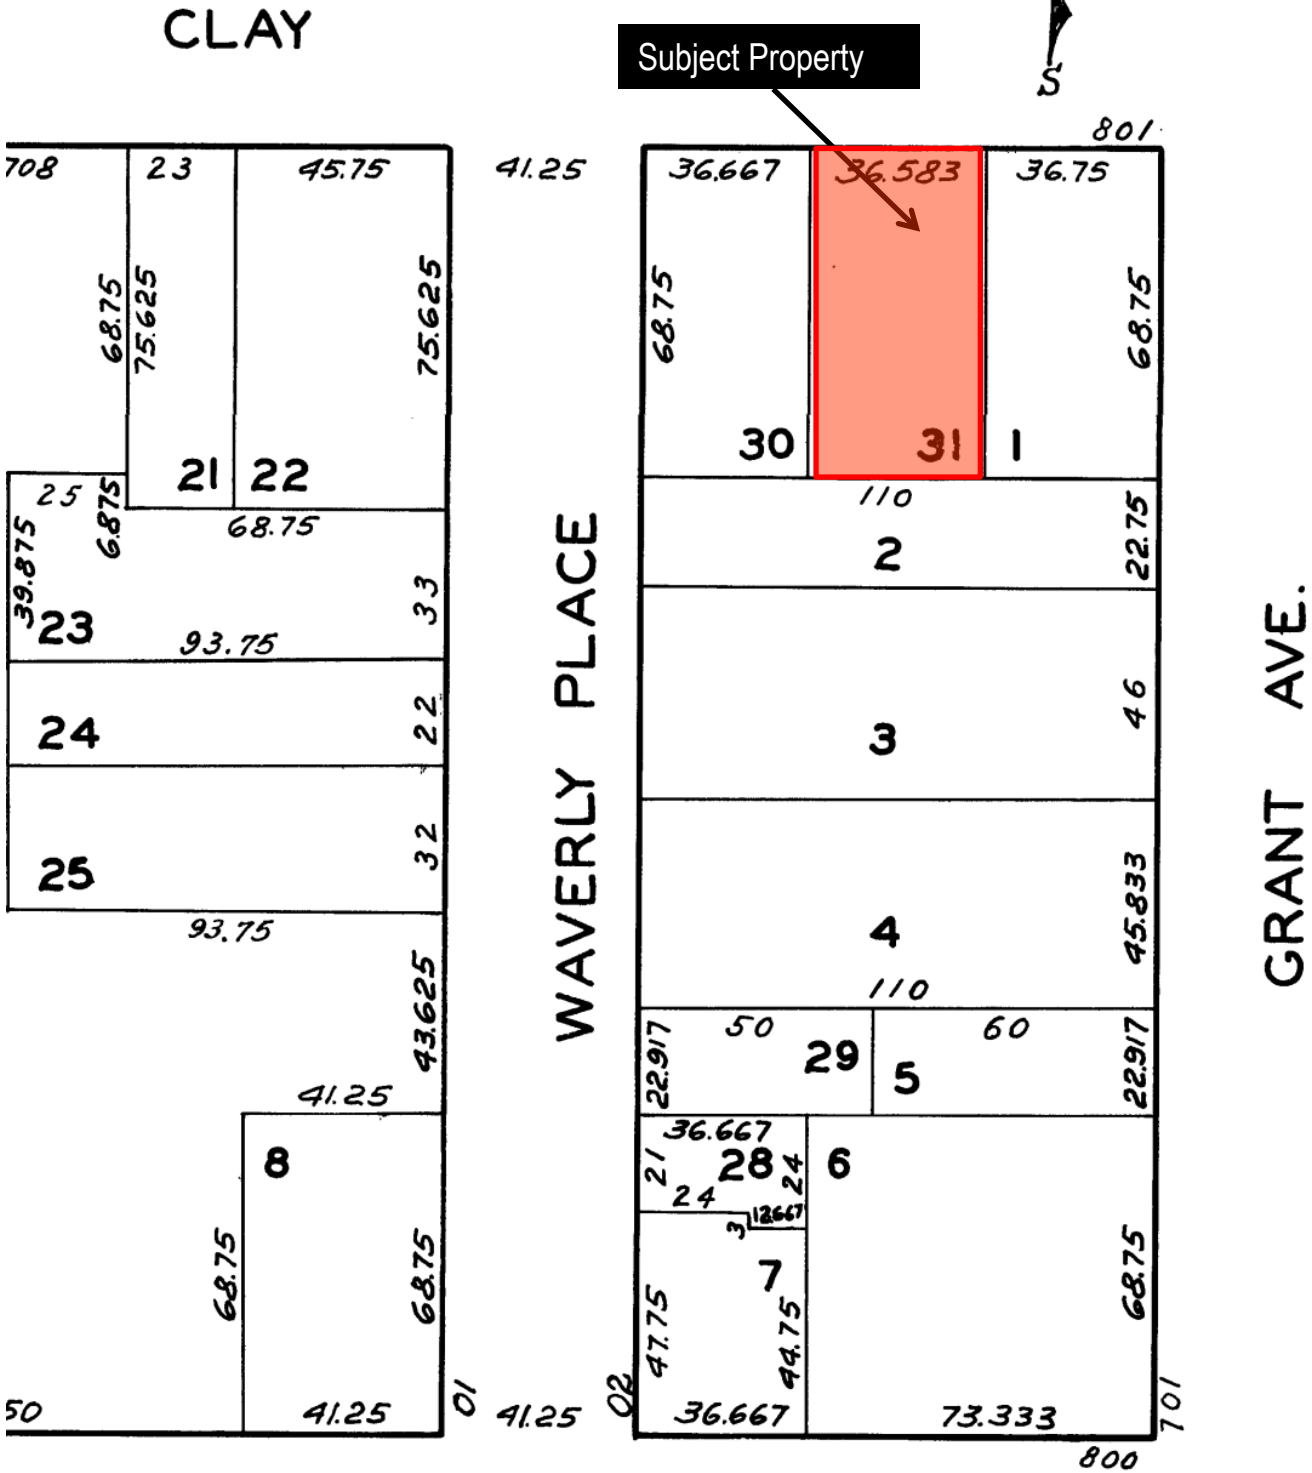 CLAY
Subject Property
S
801
708 23 45.75 41.25 36.667 36.583 36.75
68.75 75.625 75.625 68.75 68.75
21 22 30 31 1
25 6.875 68.75 110
39.875 33 2 22.75
23 93.75
WAVERLY PLACE
GRANT AVE.
24 22 3 46
25 32
93.75 4 45.833
43.625 110
50 60
22.917 29 5 22.917
41.25 36.667
8 21 28 24 6
24 12.667
3
7
68.75 68.75 47.75 44.75 68.75
50 41.25 01 41.25 02 36.667 73.333 701
800